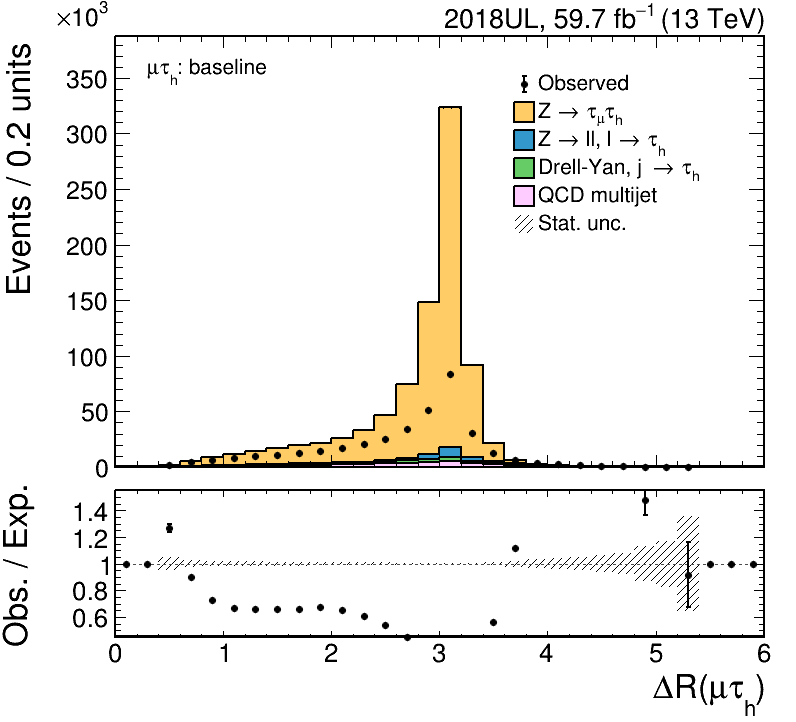 ×10³
2018UL, 59.7 fb⁻¹ (13 TeV)
μτₕ: baseline
Observed
Z → τ_μτₕ
Z → ll, l → τₕ
Drell-Yan, j → τₕ
QCD multijet
Stat. unc.
Events / 0.2 units
350
300
250
200
150
100
50
0
Obs. / Exp.
1.4
1.2
1
0.8
0.6
0 1 2 3 4 5 6
ΔR(μτₕ)